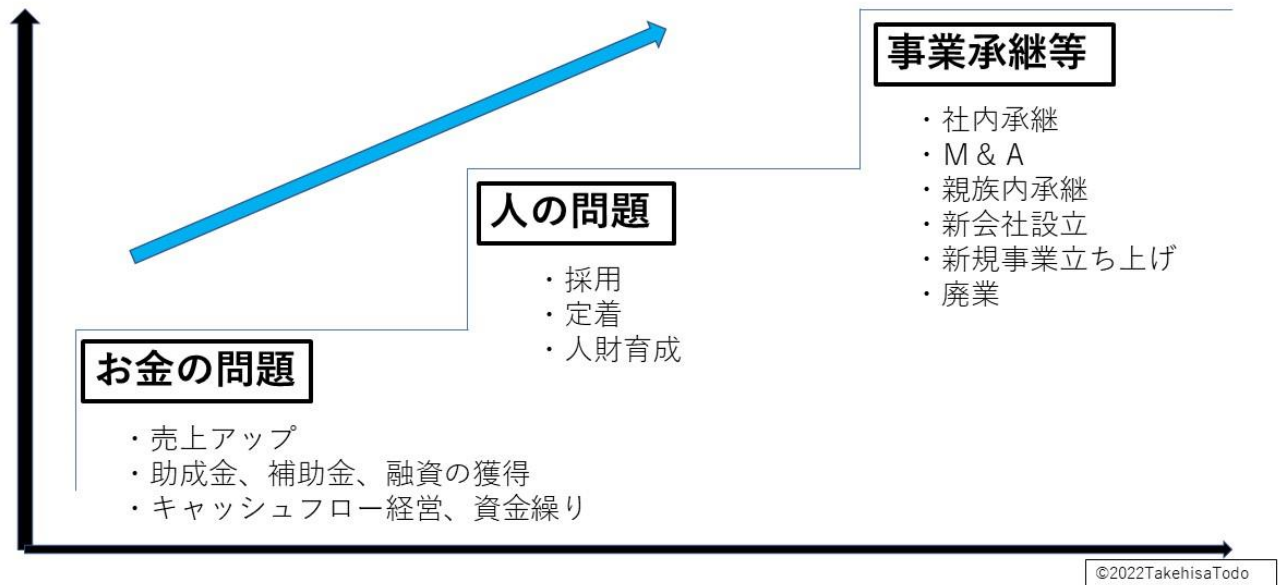 お金の問題
・売上アップ
・助成金、補助金、融資の獲得
・キャッシュフロー経営、資金繰り
人の問題
・採用
・定着
・人財育成
事業承継等
・社内承継
・M & A
・親族内承継
・新会社設立
・新規事業立ち上げ
・廃業
©2022TakehisaTodo